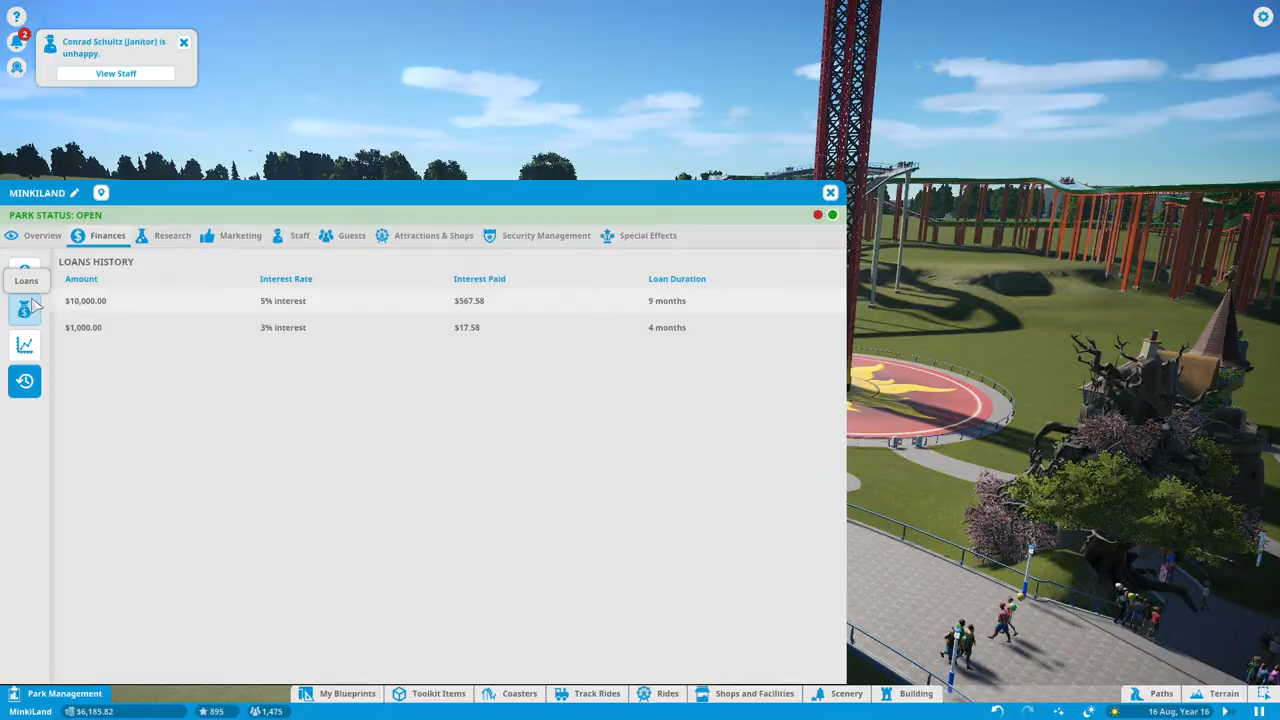 2
Conrad Schultz (Janitor) is
unhappy.
View Staff
MINKILAND
PARK STATUS: OPEN
Overview Finances Research Marketing Staff Guests Attractions & Shops Security Management Special Effects
LOANS HISTORY
Loans
Amount Interest Rate Interest Paid Loan Duration
$10,000.00 5% interest $567.58 9 months
$1,000.00 3% interest $17.58 4 months
Park Management My Blueprints Toolkit Items Coasters Track Rides Rides Shops and Facilities Scenery Building Paths Terrain
MinkiLand $6,185.82 895 1,475 16 Aug, Year 16